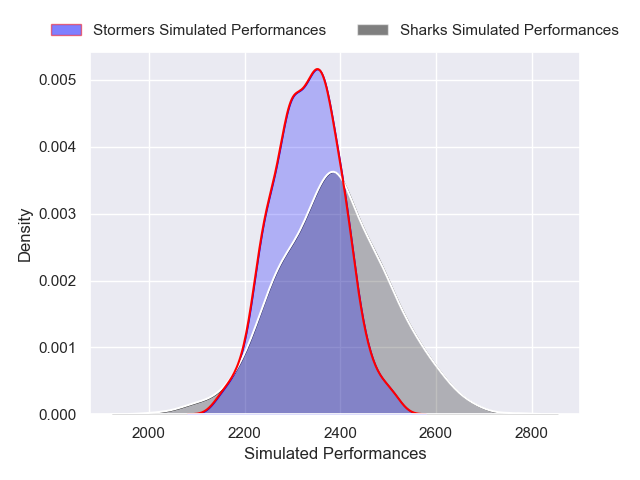 Stormers Simulated Performances Sharks Simulated Performances
0.005
0.004
0.003
0.002
0.001
0.000
Density
2000 2200 2400 2600 2800
Simulated Performances